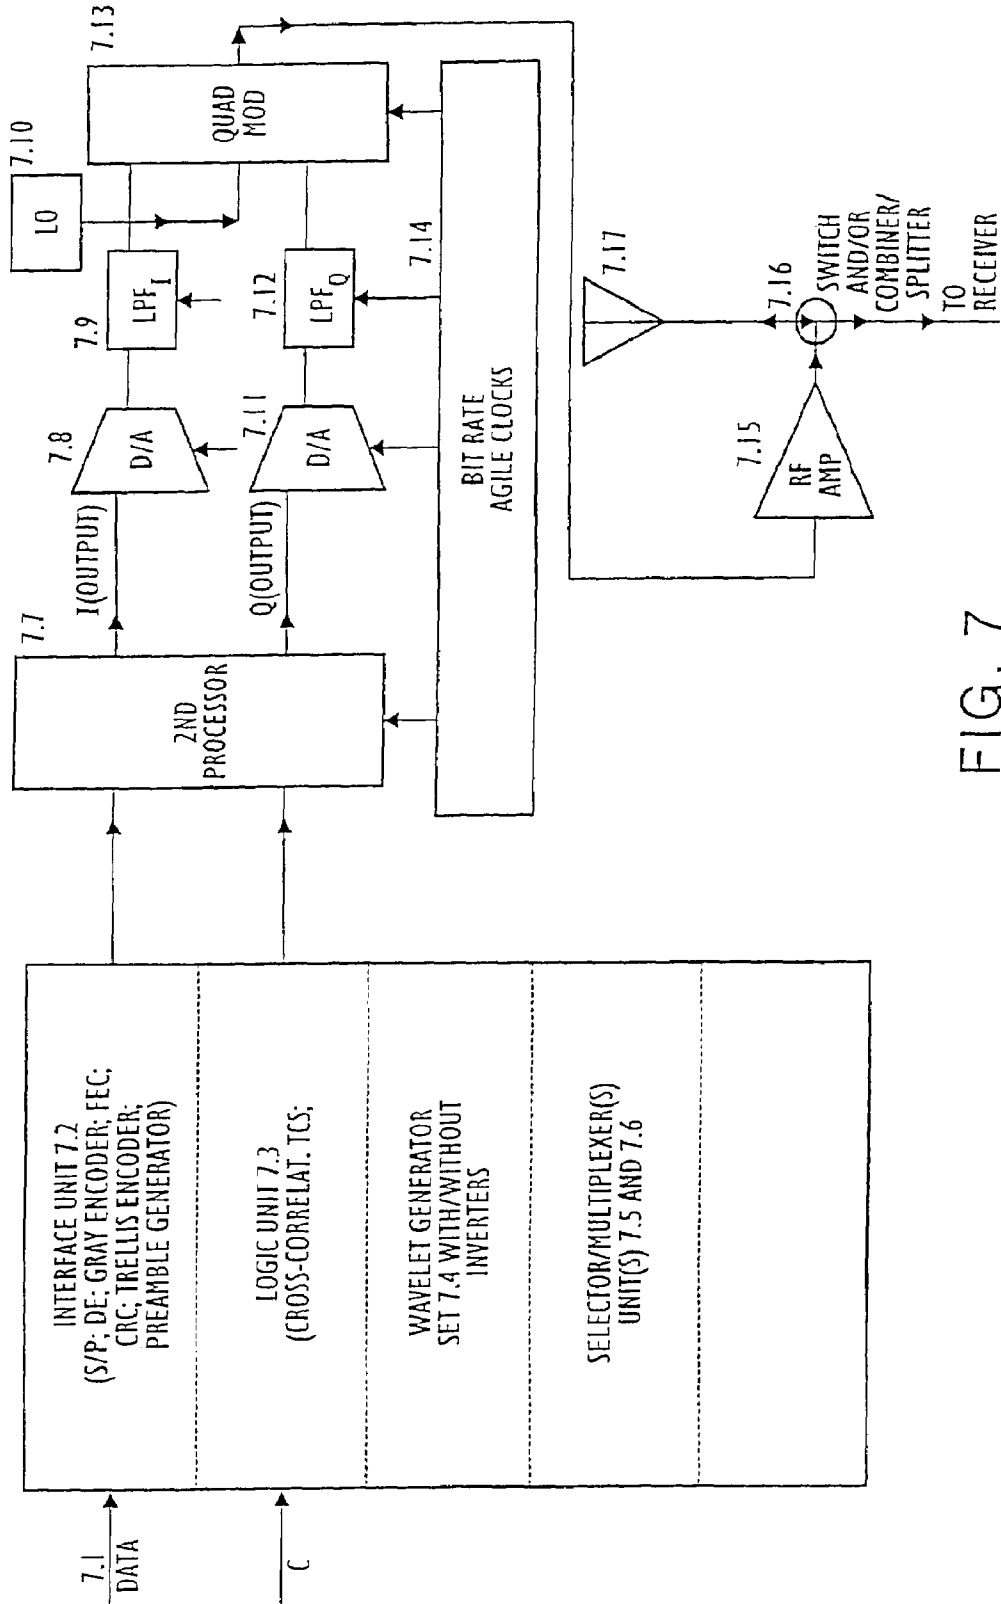 7.1
DATA
C
INTERFACE UNIT 7.2
(S/P; DE; GRAY ENCODER; FEC;
CRC; TRELLIS ENCODER;
PREAMBLE GENERATOR)
LOGIC UNIT 7.3
(CROSS-CORRELAT. TCS;
WAVELET GENERATOR
SET 7.4 WITH/WITHOUT
INVERTERS
SELECTOR/MULTIPLEXER(S)
UNIT(S) 7.5 AND 7.6
7.7
2ND
PROCESSOR
I(OUTPUT)
Q(OUTPUT)
7.8
D/A
7.11
D/A
7.9
LPF I
7.12
LPF Q
7.10
LO
7.13
QUAD
MOD
7.14
BIT RATE
AGILE CLOCKS
7.15
RF
AMP
7.17
7.16
SWITCH
AND/OR
COMBINER/
SPLITTER
TO
RECEIVER
FIG. 7